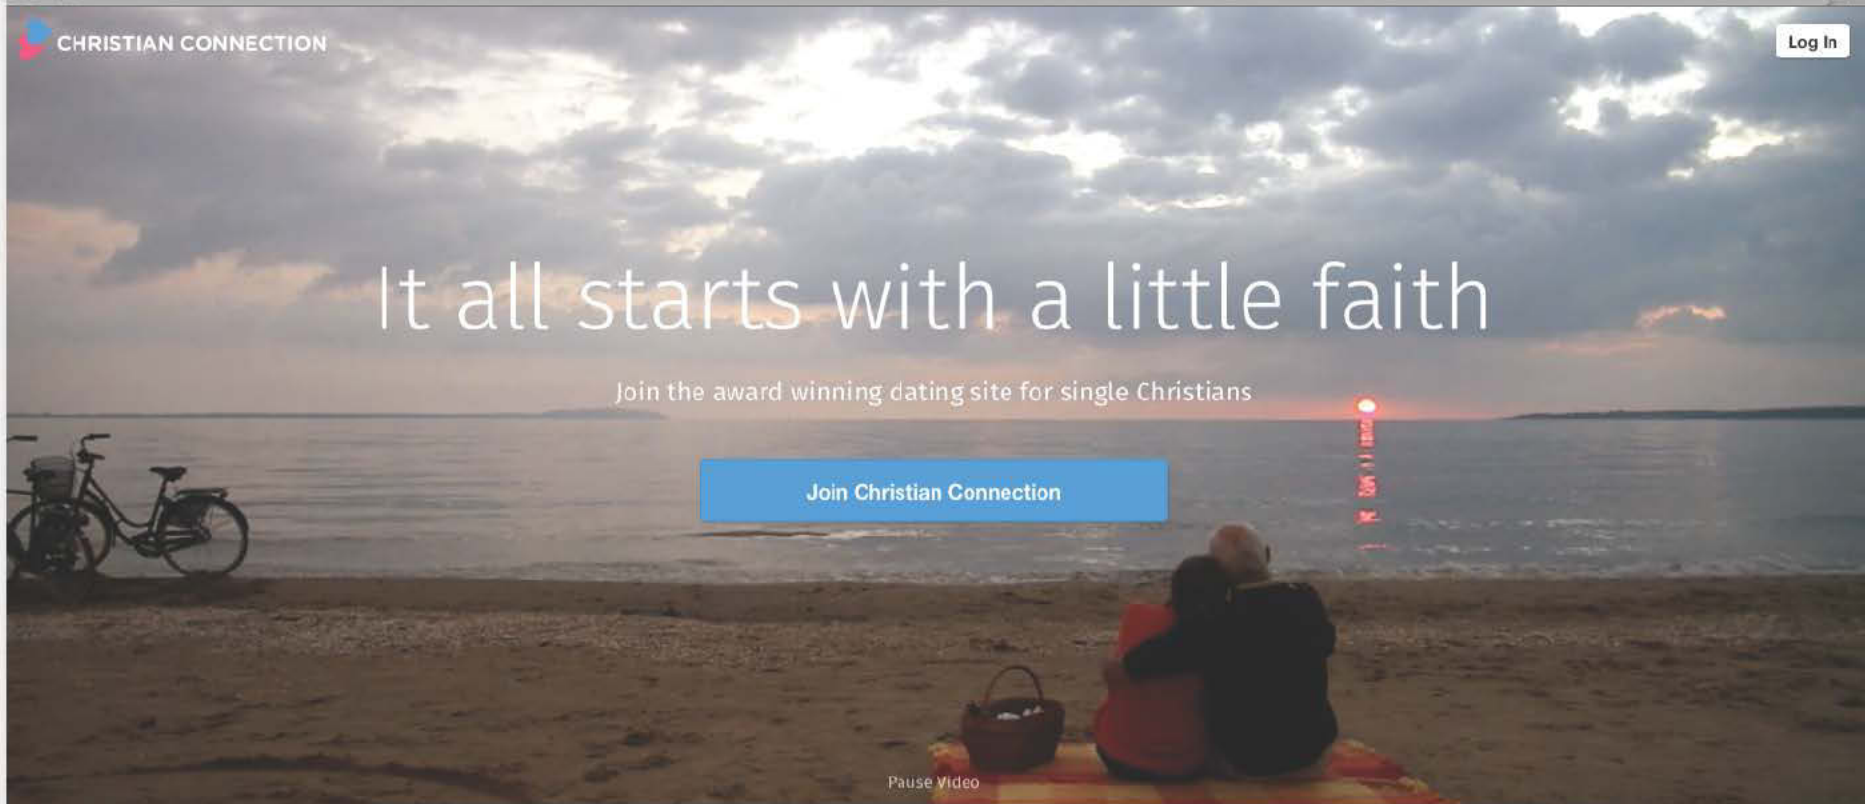 CHRISTIAN CONNECTION
Log In
It all starts with a little faith
Join the award winning dating site for single Christians
Join Christian Connection
Pause Video